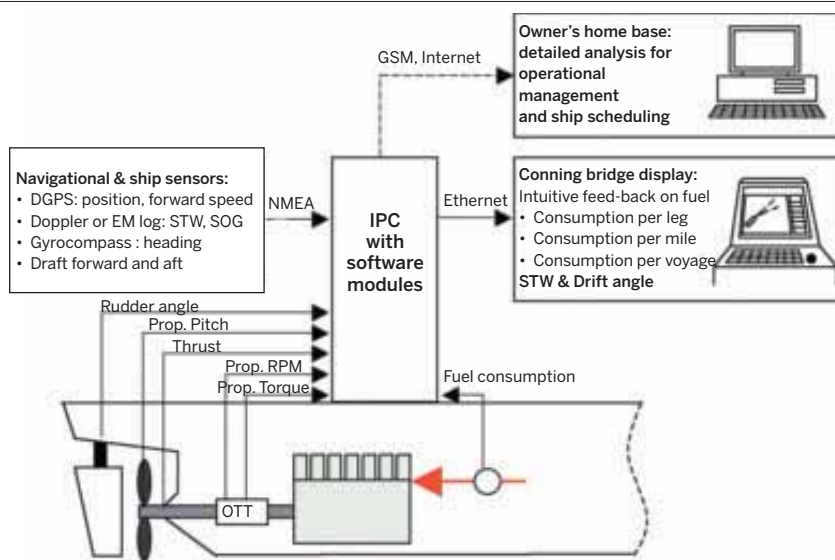 GSM, Internet
Owner's home base:
detailed analysis for
operational
management
and ship scheduling
Navigational & ship sensors:
• DGPS: position, forward speed
• Doppler or EM log: STW, SOG
• Gyrocompass : heading
• Draft forward and aft
NMEA
IPC
with
software
modules
Ethernet
Conning bridge display:
Intuitive feed-back on fuel
• Consumption per leg
• Consumption per mile
• Consumption per voyage
STW & Drift angle
Rudder angle
Prop. Pitch
Thrust
Prop. RPM
Prop. Torque
Fuel consumption
OTT